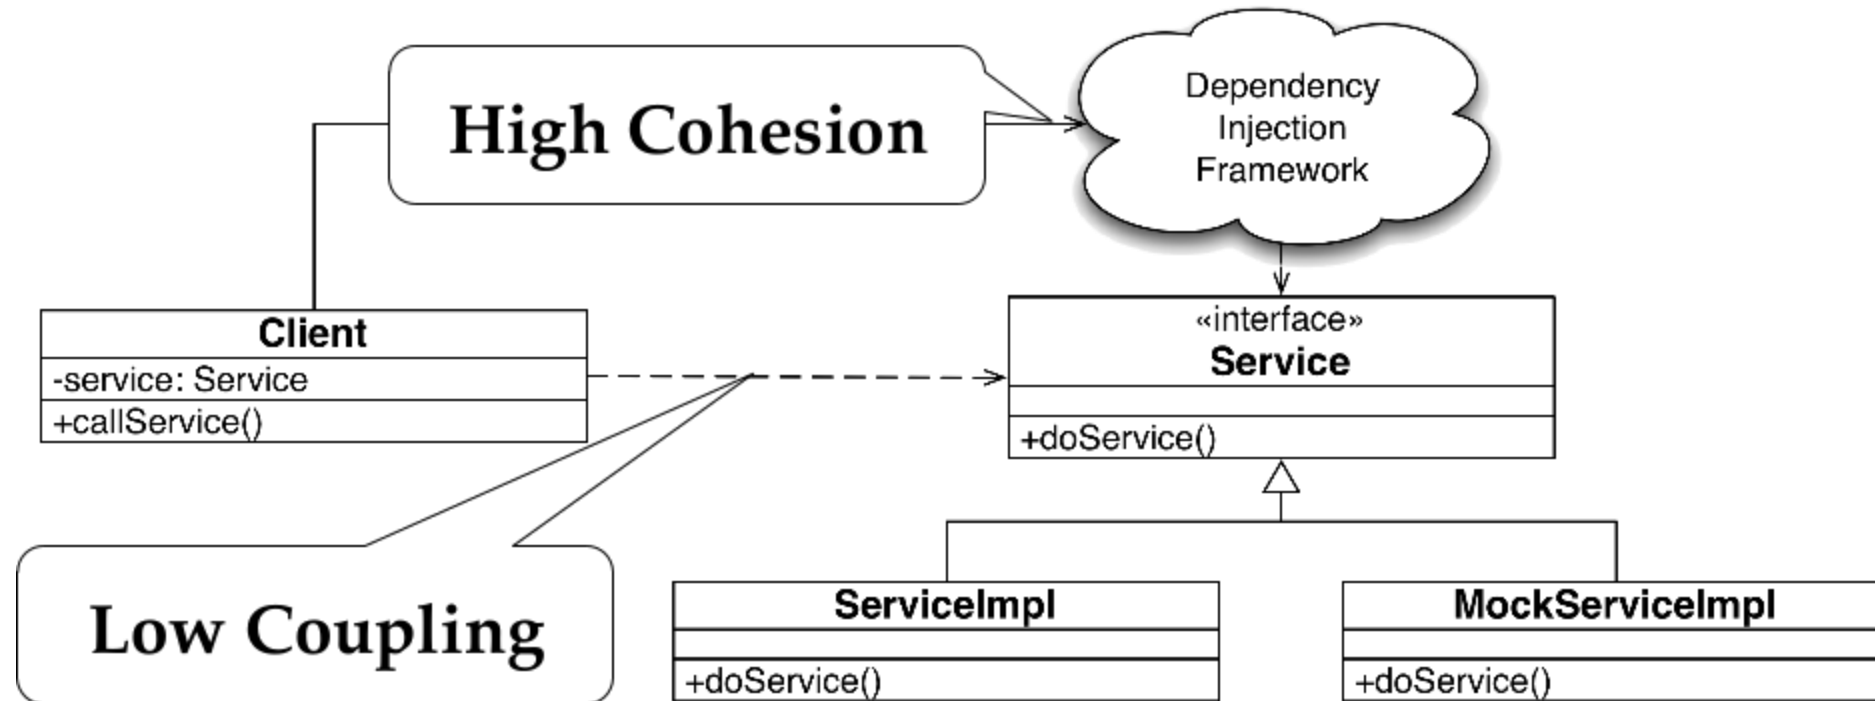 High Cohesion
Dependency
Injection
Framework
Client
-service: Service
+callService()
«interface»
Service
+doService()
Low Coupling
ServiceImpl
+doService()
MockServiceImpl
+doService()